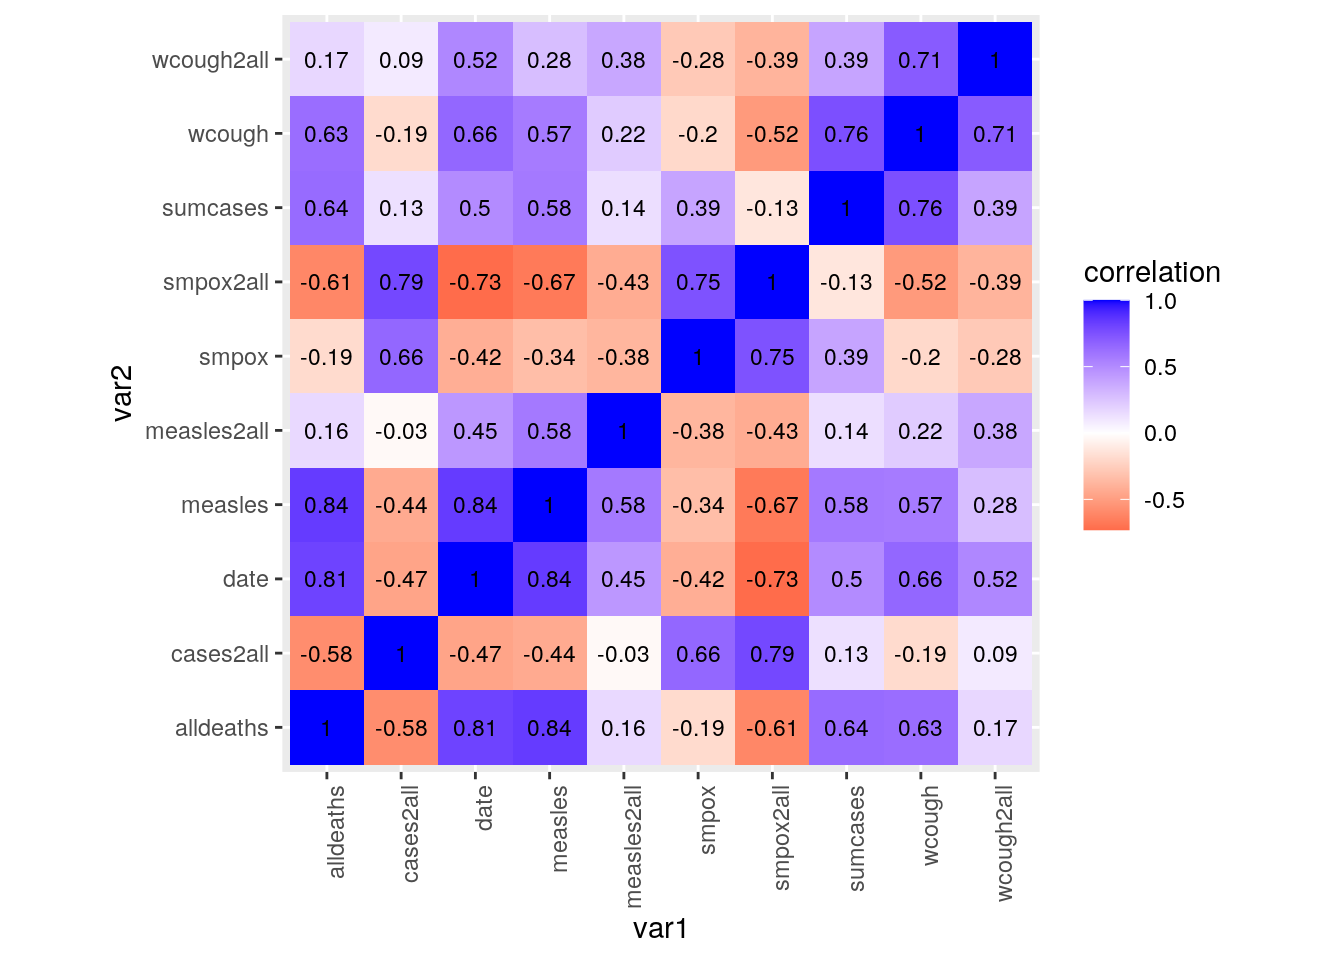 wcough2all 0.17 0.09 0.52 0.28 0.38 -0.28 -0.39 0.39 0.71 1
wcough 0.63 -0.19 0.66 0.57 0.22 -0.2 -0.52 0.76 1 0.71
sumcases 0.64 0.13 0.5 0.58 0.14 0.39 -0.13 1 0.76 0.39
smpox2all -0.61 0.79 -0.73 -0.67 -0.43 0.75 1 -0.13 -0.52 -0.39
smpox -0.19 0.66 -0.42 -0.34 -0.38 1 0.75 0.39 -0.2 -0.28
measles2all 0.16 -0.03 0.45 0.58 1 -0.38 -0.43 0.14 0.22 0.38
measles 0.84 -0.44 0.84 1 0.58 -0.34 -0.67 0.58 0.57 0.28
date 0.81 -0.47 1 0.84 0.45 -0.42 -0.73 0.5 0.66 0.52
cases2all -0.58 1 -0.47 -0.44 -0.03 0.66 0.79 0.13 -0.19 0.09
alldeaths 1 -0.58 0.81 0.84 0.16 -0.19 -0.61 0.64 0.63 0.17
alldeaths cases2all date measles measles2all smpox smpox2all sumcases wcough wcough2all
var1
var2
correlation
1.0
0.5
0.0
-0.5